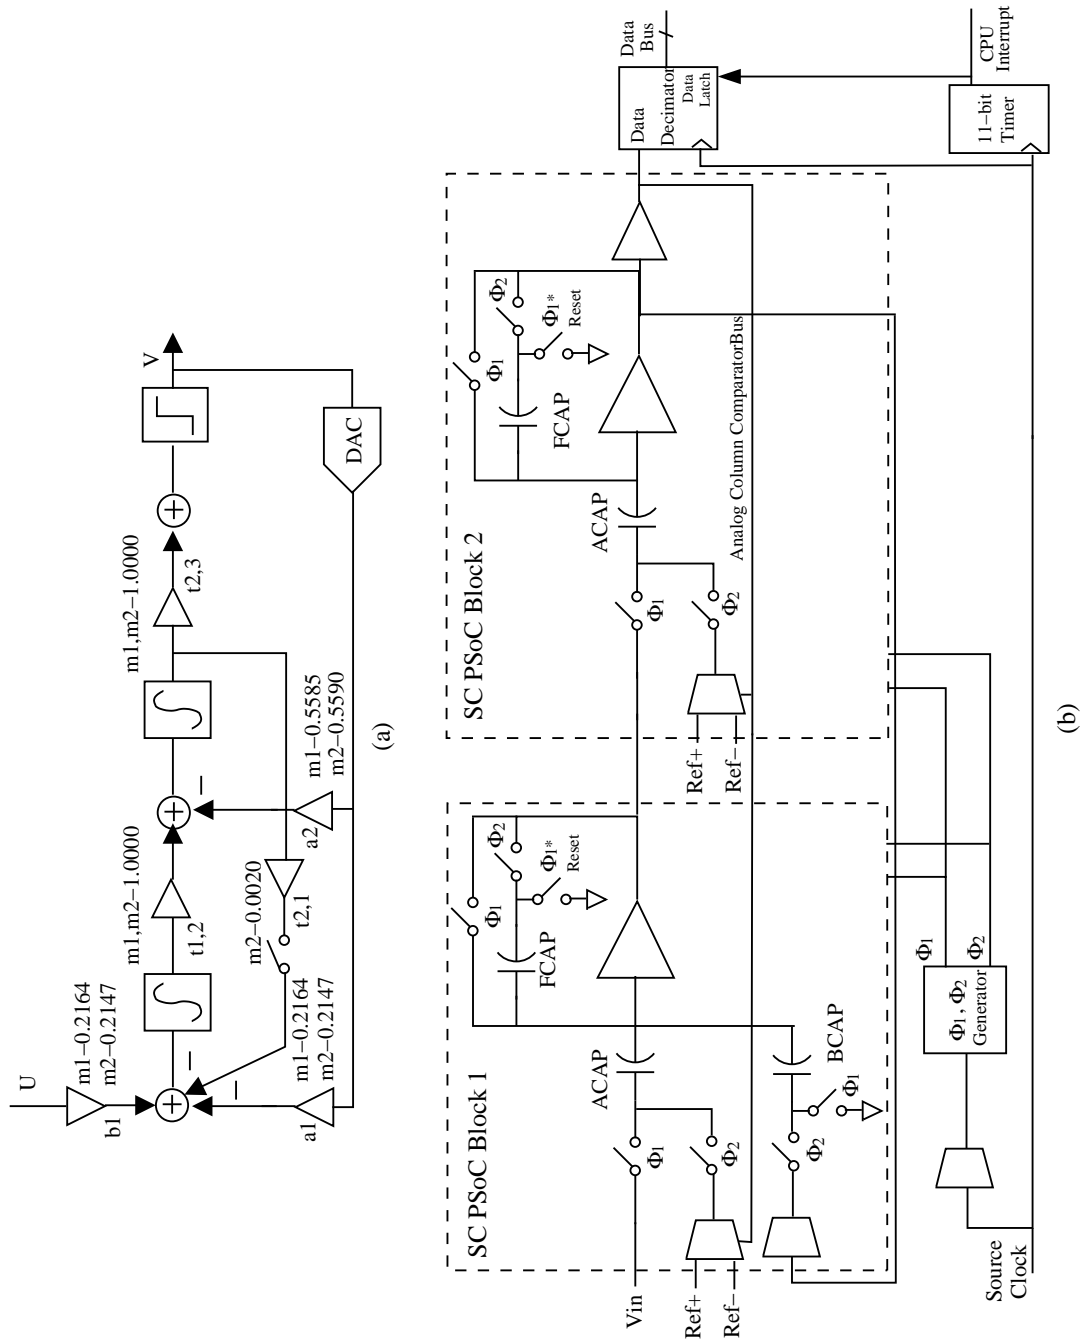 U
b1
m1−0.2164
m2−0.2147
t1,2
m1,m2−1.0000
t2,3
m1,m2−1.0000
V
DAC
a1
m1−0.2164
m2−0.2147
t2,1
m2−0.0020
a2
m1−0.5585
m2−0.5590
(a)
SC PSoC Block 1
Φ1
Φ2
Φ1*
Reset
FCAP
ACAP
Vin
Φ1
Ref+
Ref−
Φ2
BCAP
Φ2
Φ1
SC PSoC Block 2
Φ1
Φ2
Φ1*
Reset
FCAP
ACAP
Φ1
Ref+
Ref−
Φ2
Analog Column ComparatorBus
Data
Decimator
Data
Latch
Data
Bus
11−bit
Timer
CPU
Interrupt
Source
Clock
Φ1, Φ2
Generator
Φ1
Φ2
(b)